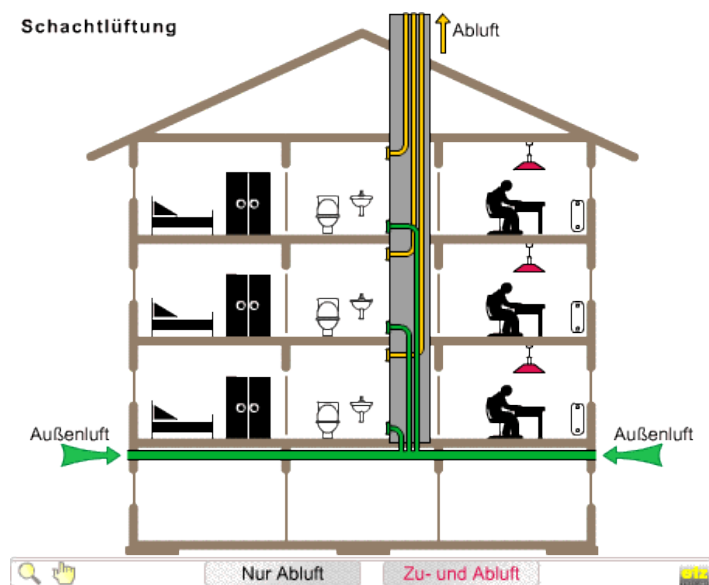 Schachtlüftung
Abluft
Außenluft
Außenluft
Nur Abluft
Zu- und Abluft